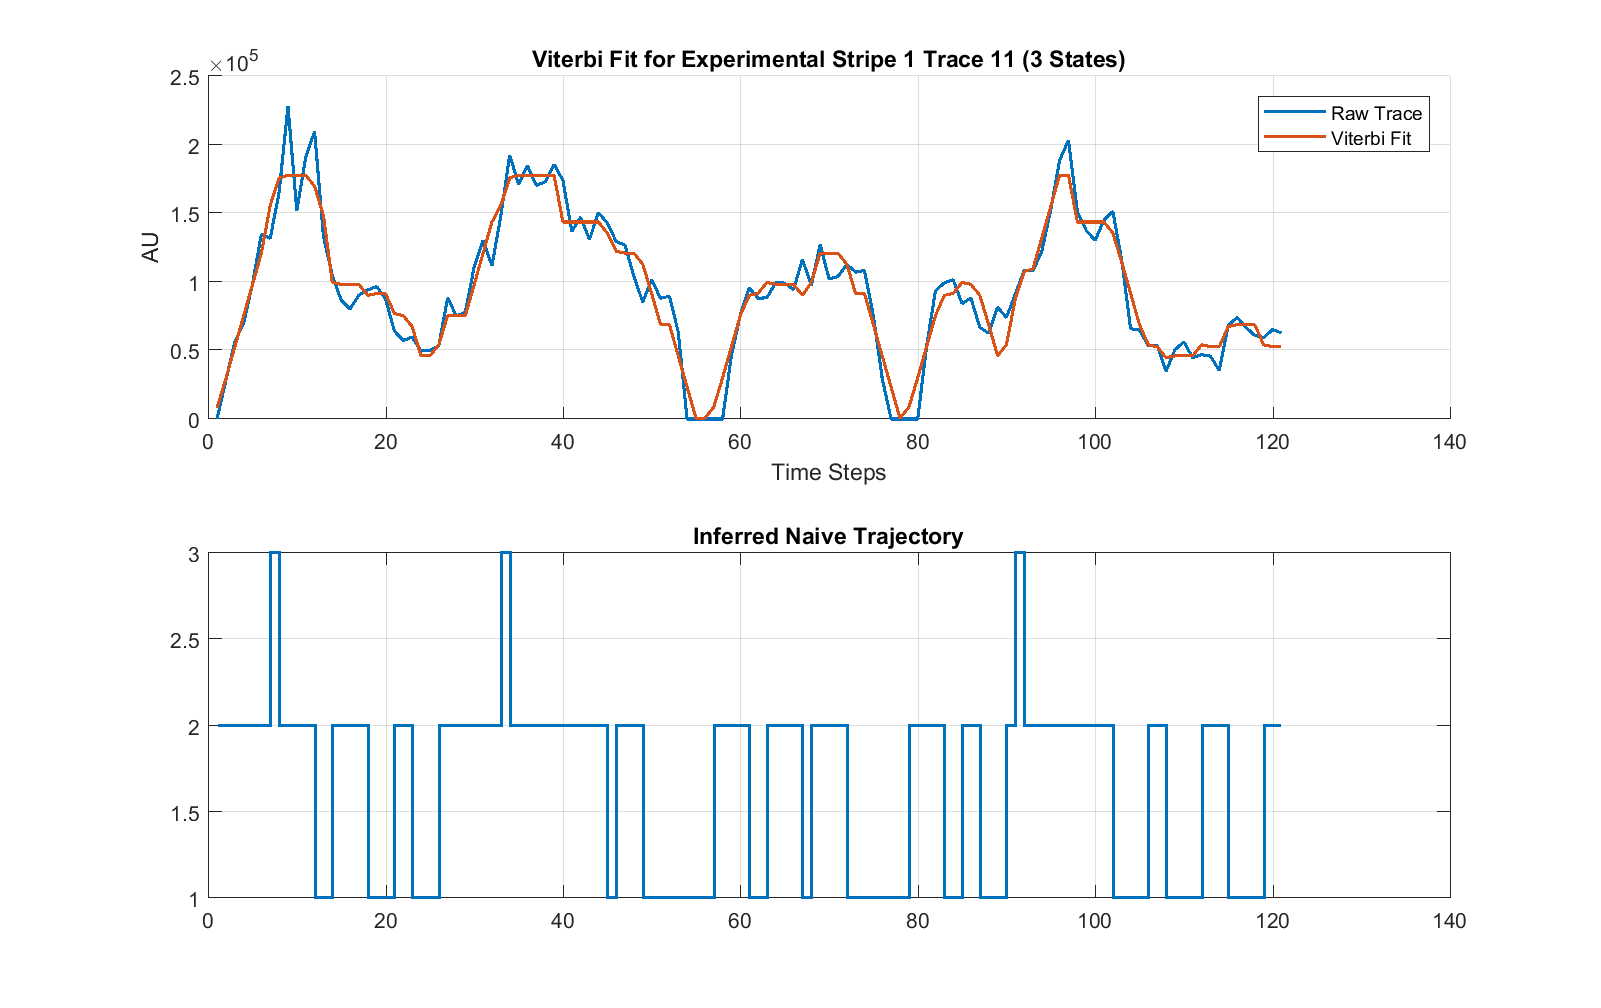 Viterbi Fit for Experimental Stripe 1 Trace 11 (3 States)
×10⁵
2.5
2
1.5
1
0.5
0
AU
Raw Trace
Viterbi Fit
0 20 40 60 80 100 120 140
Time Steps
Inferred Naive Trajectory
3
2.5
2
1.5
1
0 20 40 60 80 100 120 140